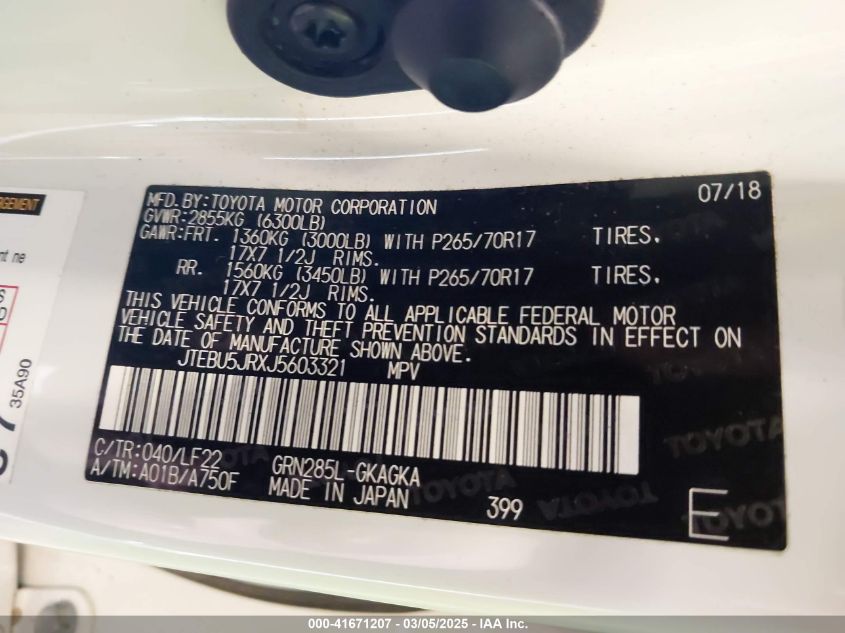 07/18
MFD. BY: TOYOTA MOTOR CORPORATION
GVWR: 2855KG (6300LB)
GAWR: FRT. 1360KG (3000LB) WITH P265/70R17 TIRES.
17X7 1/2J RIMS.
RR. 1560KG (3450LB) WITH P265/70R17 TIRES.
17X7 1/2J RIMS.
THIS VEHICLE CONFORMS TO ALL APPLICABLE FEDERAL MOTOR
VEHICLE SAFETY AND THEFT PREVENTION STANDARDS IN EFFECT ON
THE DATE OF MANUFACTURE SHOWN ABOVE.
JTEBU5JRXJ5603321 MPV
C/TR: 040/LF22 GRN285L-GKAGKA
A/TM: A01B/A750F MADE IN JAPAN 399
E
TOYOTA
TOYOTA
TOYOTA
TOYOTA
35A90
000-41671207 - 03/05/2025 - IAA Inc.